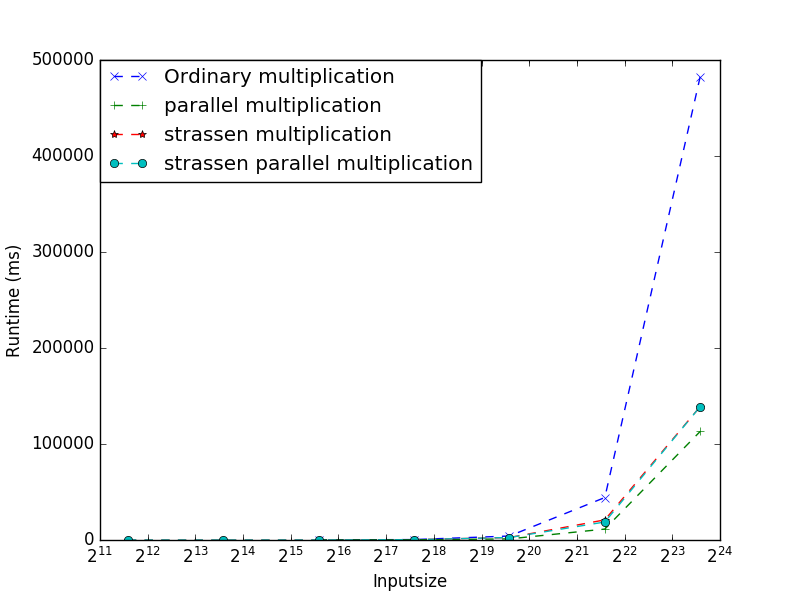 500000
Ordinary multiplication
parallel multiplication
strassen multiplication
strassen parallel multiplication
400000
300000
200000
100000
0
Runtime (ms)
2^11 2^12 2^13 2^14 2^15 2^16 2^17 2^18 2^19 2^20 2^21 2^22 2^23 2^24
Inputsize